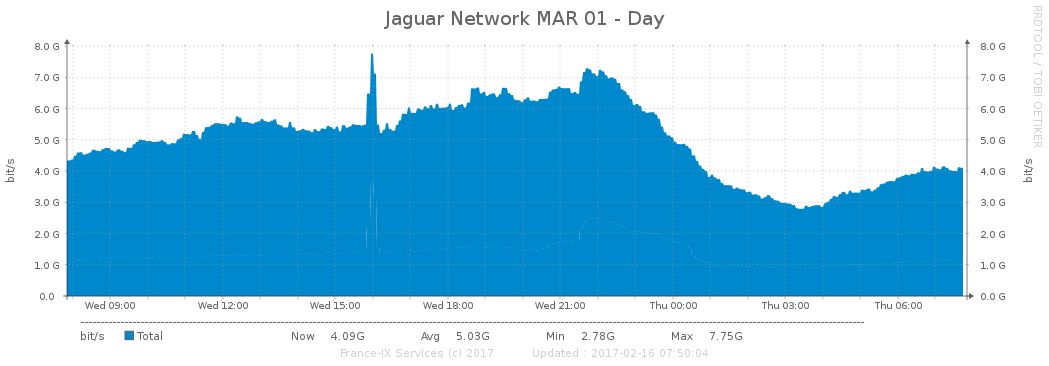 Jaguar Network MAR 01 - Day
RRDTOOL / TOBI OETIKER
8.0 G 8.0 G
7.0 G 7.0 G
6.0 G 6.0 G
5.0 G 5.0 G
4.0 G 4.0 G
3.0 G 3.0 G
2.0 G 2.0 G
1.0 G 1.0 G
0.0 0.0 G
bit/s
bit/s
Wed 09:00 Wed 12:00 Wed 15:00 Wed 18:00 Wed 21:00 Thu 00:00 Thu 03:00 Thu 06:00
bit/s Total Now 4.09G Avg 5.03G Min 2.78G Max 7.75G
France-IX Services (c) 2017 Updated : 2017-02-16 07:50:04